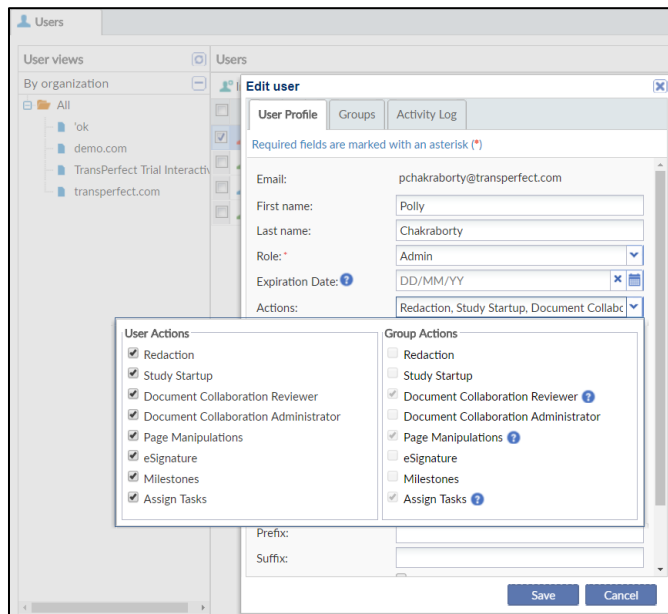 Users
User views
Users
By organization
Edit user
All
'ok
demo.com
TransPerfect Trial Interactiv
transperfect.com
User Profile
Groups
Activity Log
Required fields are marked with an asterisk (*)
Email: pchakraborty@transperfect.com
First name: Polly
Last name: Chakraborty
Role:* Admin
Expiration Date: ? DD/MM/YY
Actions: Redaction, Study Startup, Document Collabc
User Actions
Redaction
Study Startup
Document Collaboration Reviewer
Document Collaboration Administrator
Page Manipulations
eSignature
Milestones
Assign Tasks
Group Actions
Redaction
Study Startup
Document Collaboration Reviewer ?
Document Collaboration Administrator
Page Manipulations ?
eSignature
Milestones
Assign Tasks ?
Prefix:
Suffix:
Save
Cancel